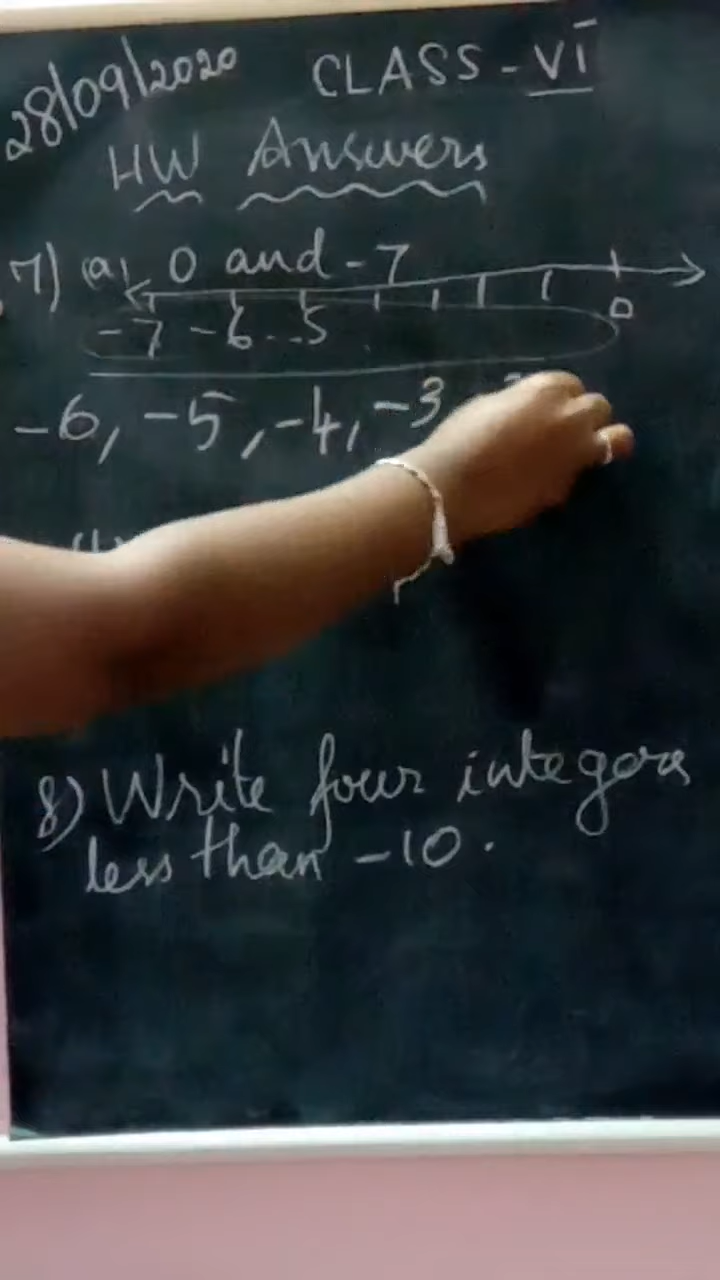 28/09/2020 CLASS - VI
HW Answers
7) (a) 0 and -7
0
-7 -6 -5
-6, -5, -4, -3
8) Write four integers
less than -10.